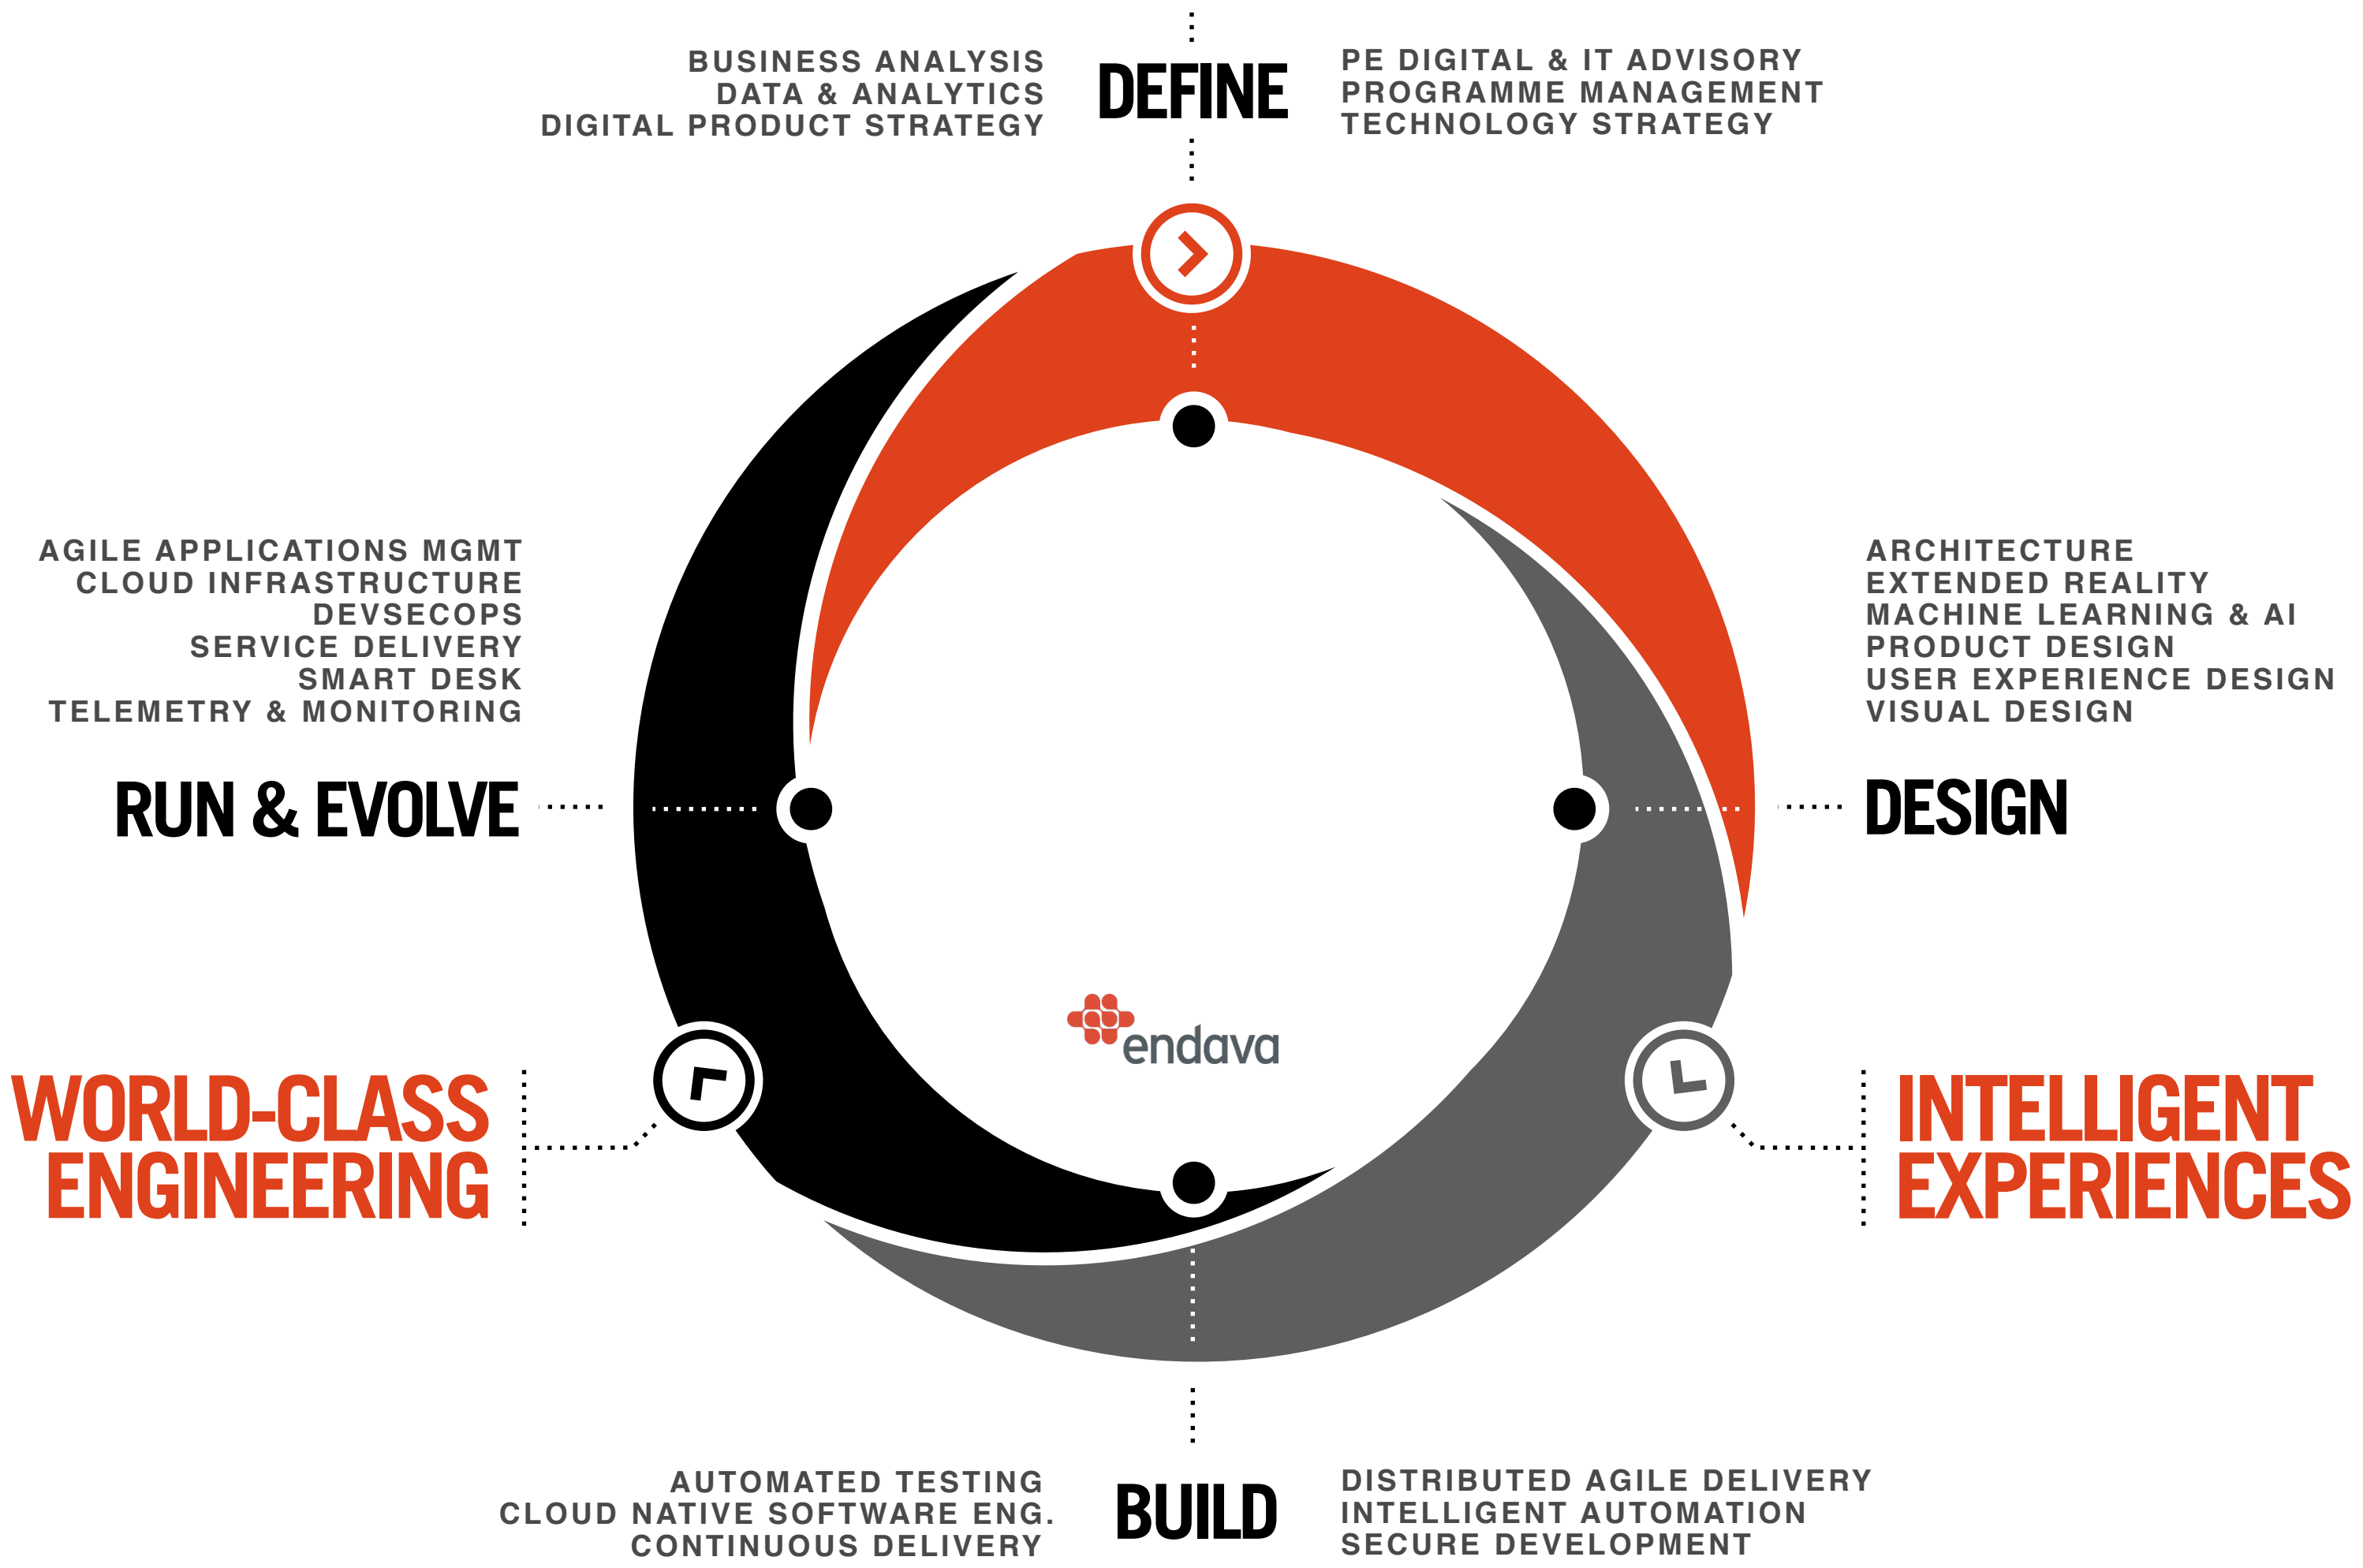 BUSINESS ANALYSIS
DATA & ANALYTICS
DIGITAL PRODUCT STRATEGY
DEFINE
PE DIGITAL & IT ADVISORY
PROGRAMME MANAGEMENT
TECHNOLOGY STRATEGY
AGILE APPLICATIONS MGMT
CLOUD INFRASTRUCTURE
DEVSECOPS
SERVICE DELIVERY
SMART DESK
TELEMETRY & MONITORING
RUN & EVOLVE
ARCHITECTURE
EXTENDED REALITY
MACHINE LEARNING & AI
PRODUCT DESIGN
USER EXPERIENCE DESIGN
VISUAL DESIGN
DESIGN
endava
WORLD-CLASS
ENGINEERING
INTELLIGENT
EXPERIENCES
AUTOMATED TESTING
CLOUD NATIVE SOFTWARE ENG.
CONTINUOUS DELIVERY
BUILD
DISTRIBUTED AGILE DELIVERY
INTELLIGENT AUTOMATION
SECURE DEVELOPMENT